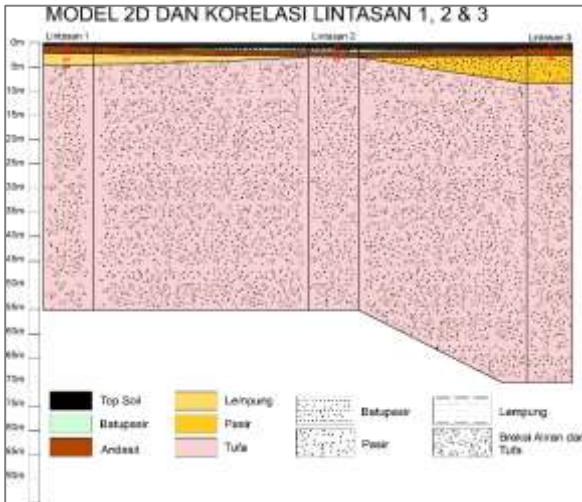 MODEL 2D DAN KORELASI LINTASAN 1, 2 & 3
Lintasan 1
Lintasan 2
Lintasan 3
0m
5m
10m
15m
20m
25m
30m
35m
40m
45m
50m
55m
60m
65m
70m
75m
80m
85m
90m
Top Soil
Batupasir
Andesit
Lempung
Pasir
Tufa
Batupasir
Pasir
Lempung
Breksi Aliran dan
Tufa